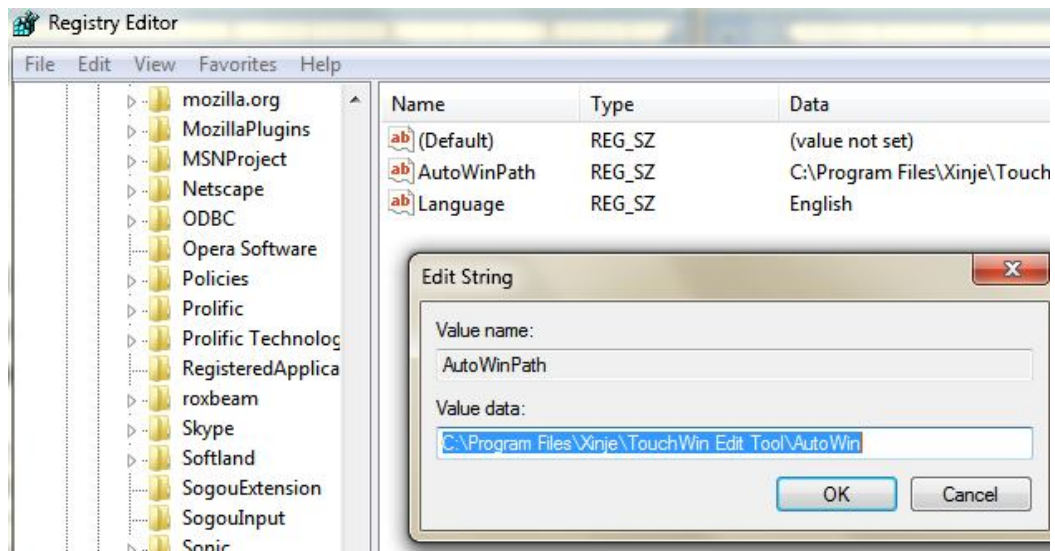 Registry Editor
File Edit View Favorites Help
mozilla.org
MozillaPlugins
MSNProject
Netscape
ODBC
Opera Software
Policies
Prolific
Prolific Technolog
RegisteredApplica
roxbeam
Skype
Softland
SogouExtension
SogouInput
Sonic
Name Type Data
ab (Default) REG_SZ (value not set)
ab AutoWinPath REG_SZ C:\Program Files\Xinje\Touch
ab Language REG_SZ English
Edit String
Value name:
AutoWinPath
Value data:
C:\Program Files\Xinje\TouchWin Edit Tool\AutoWin
OK Cancel